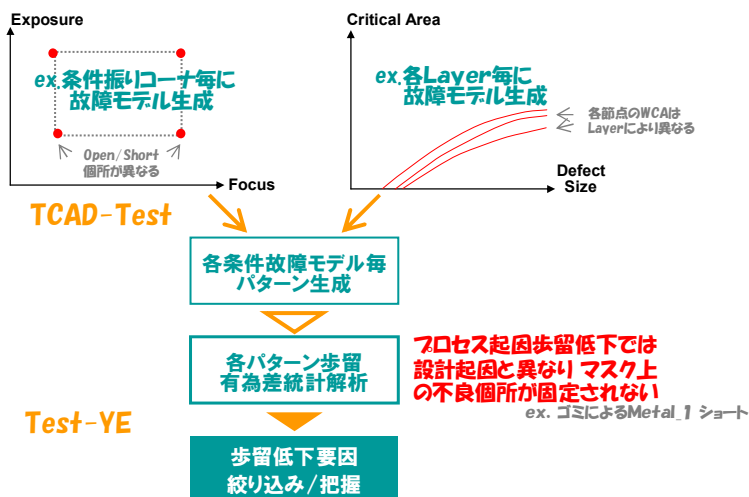 Exposure
ex.条件振りコーナ毎に
故障モデル生成
Open/Short
個所が異なる
Focus
Critical Area
ex.各Layer毎に
故障モデル生成
各節点のWCAは
Layerにより異なる
Defect
Size
TCAD-Test
各条件故障モデル毎
パターン生成
各パターン歩留
有為差統計解析
プロセス起因歩留低下では
設計起因と異なり マスク上
の不良個所が固定されない
ex. ゴミによるMetal_1 ショート
Test-YE
歩留低下要因
絞り込み/把握